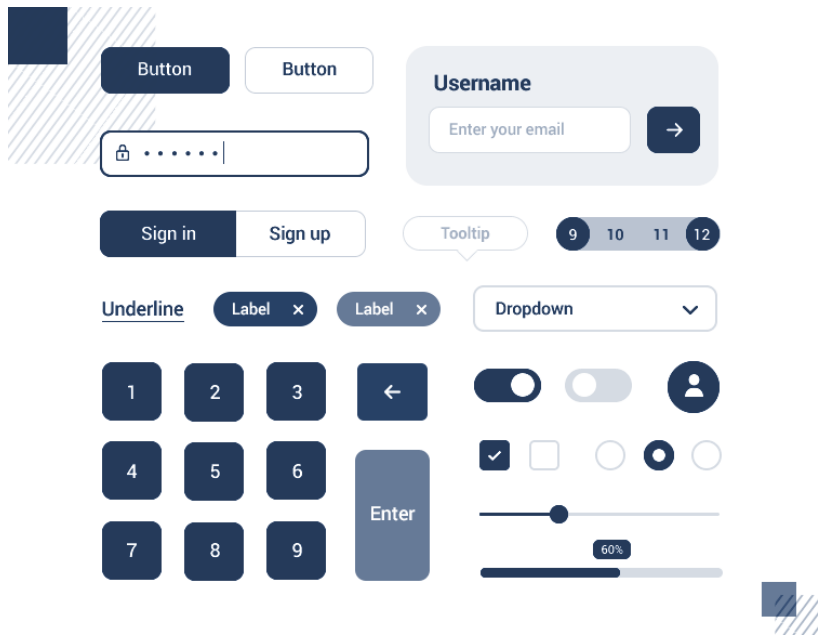 Button
Button
Username
Enter your email
Sign in
Sign up
Tooltip
9 10 11 12
Underline
Label
Label
Dropdown
1 2 3
4 5 6
Enter
7 8 9
60%